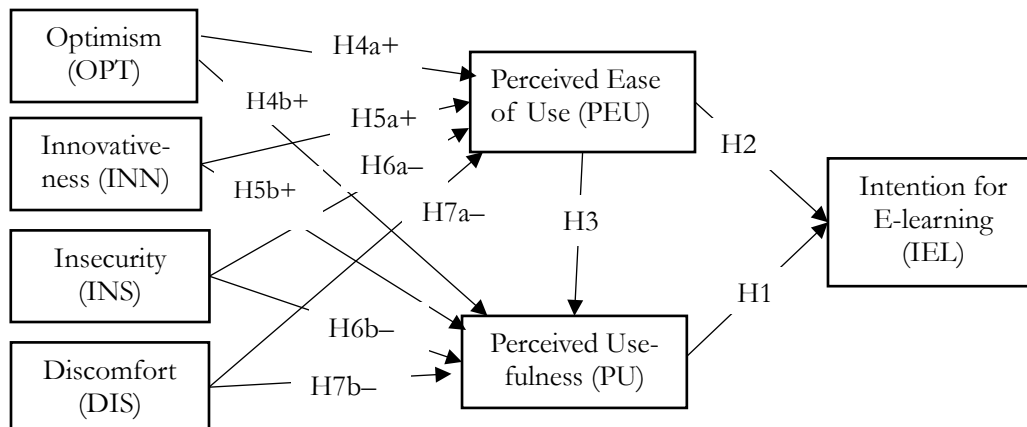 Optimism
(OPT)
H4a+
Perceived Ease
of Use (PEU)
H4b+
H5a+
Innovative-
ness (INN)
H6a–
H5b+
H2
H7a–
Intention for
E-learning
(IEL)
H3
Insecurity
(INS)
H1
H6b–
Perceived Use-
fulness (PU)
Discomfort
(DIS)
H7b–